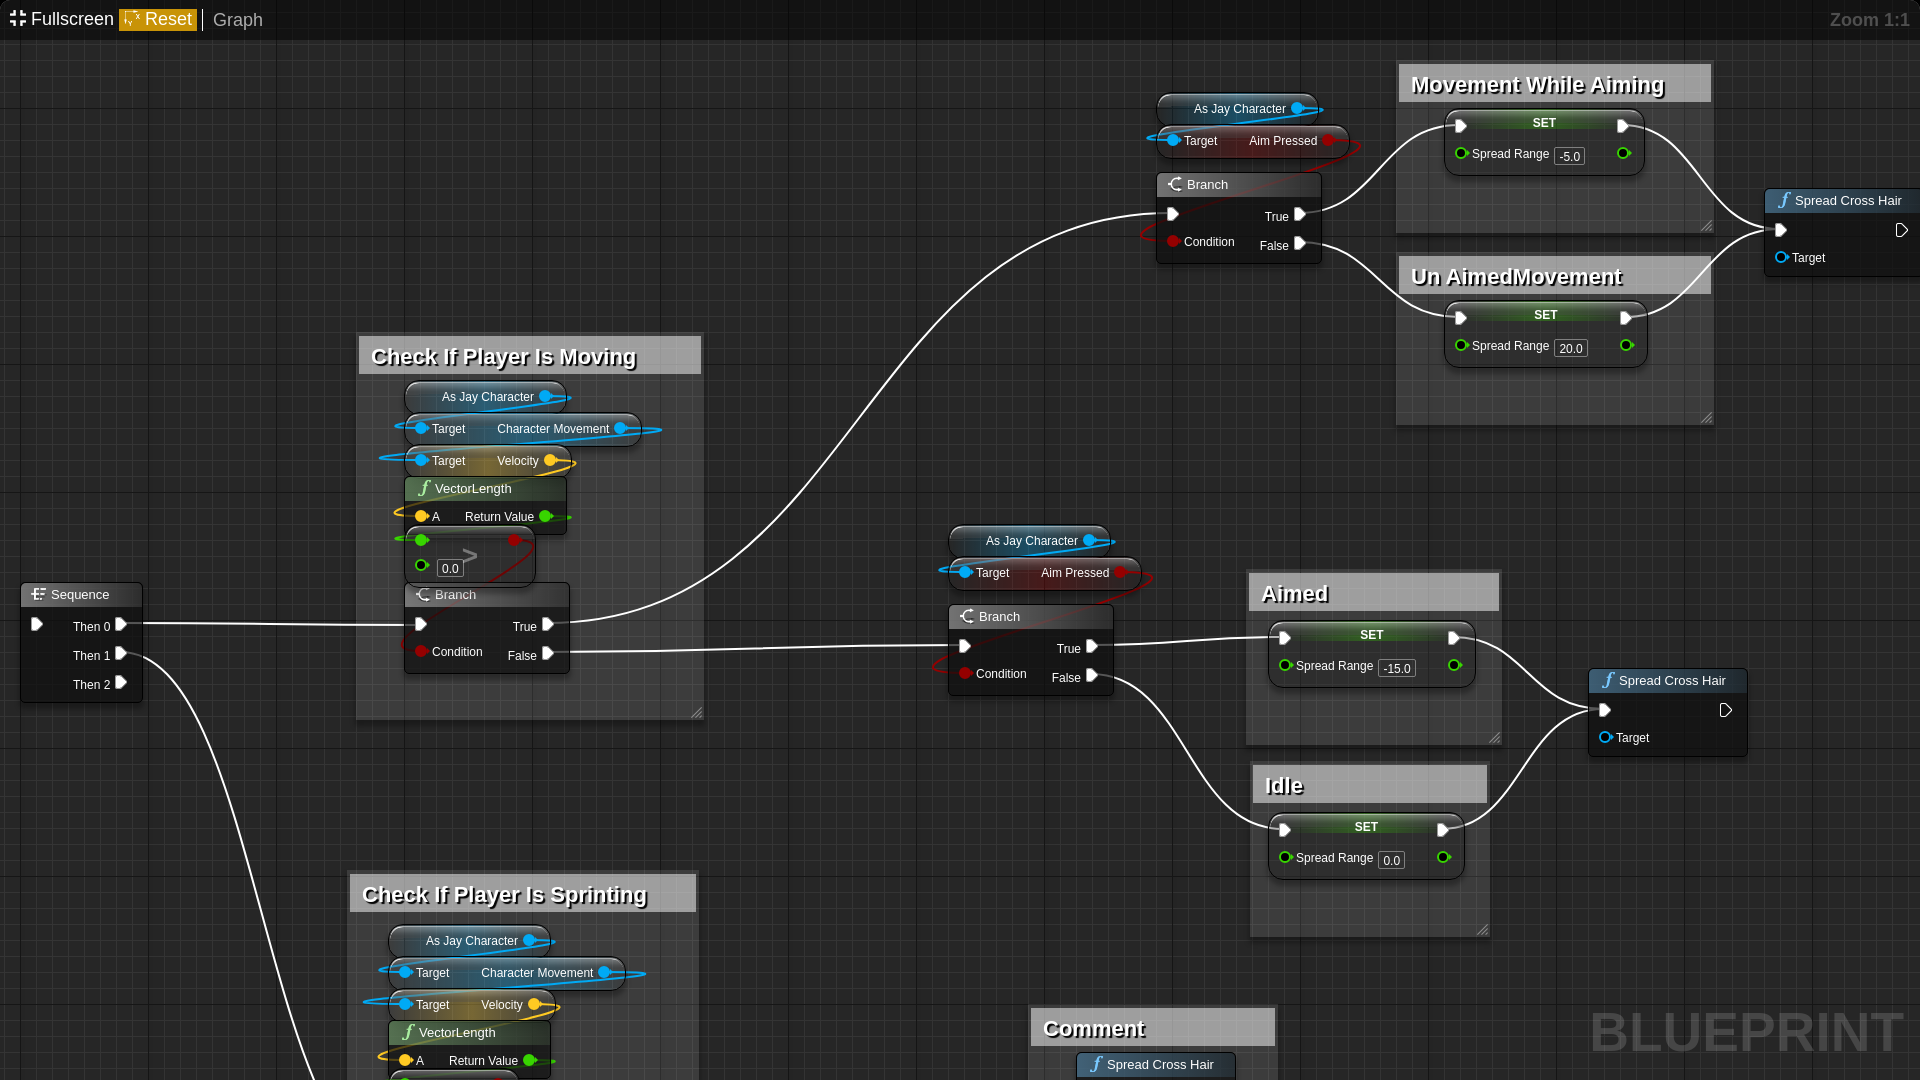 Fullscreen Reset Graph Zoom 1:1
Movement While Aiming
As Jay Character
Target Aim Pressed
Branch
True
Condition
False
SET
Spread Range -5.0
Spread Cross Hair
Target
Un AimedMovement
SET
Spread Range 20.0
Check If Player Is Moving
As Jay Character
Target Character Movement
Target Velocity
VectorLength
A Return Value
>
0.0
Branch
True
Condition
False
Sequence
Then 0
Then 1
Then 2
As Jay Character
Target Aim Pressed
Branch
True
Condition
False
Aimed
SET
Spread Range -15.0
Spread Cross Hair
Target
Idle
SET
Spread Range 0.0
Check If Player Is Sprinting
As Jay Character
Target Character Movement
Target Velocity
VectorLength
A Return Value
Comment
Spread Cross Hair
BLUEPRINT